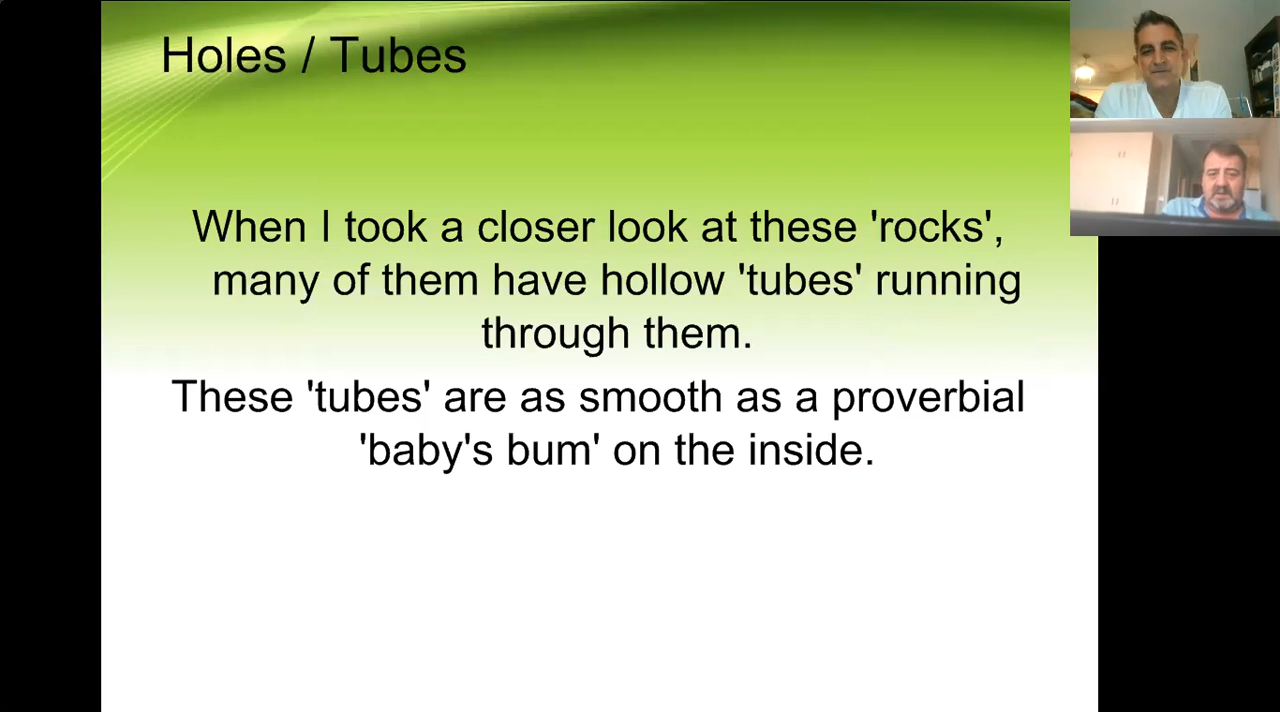 Holes / Tubes
When I took a closer look at these 'rocks',
many of them have hollow 'tubes' running
through them.
These 'tubes' are as smooth as a proverbial
'baby's bum' on the inside.